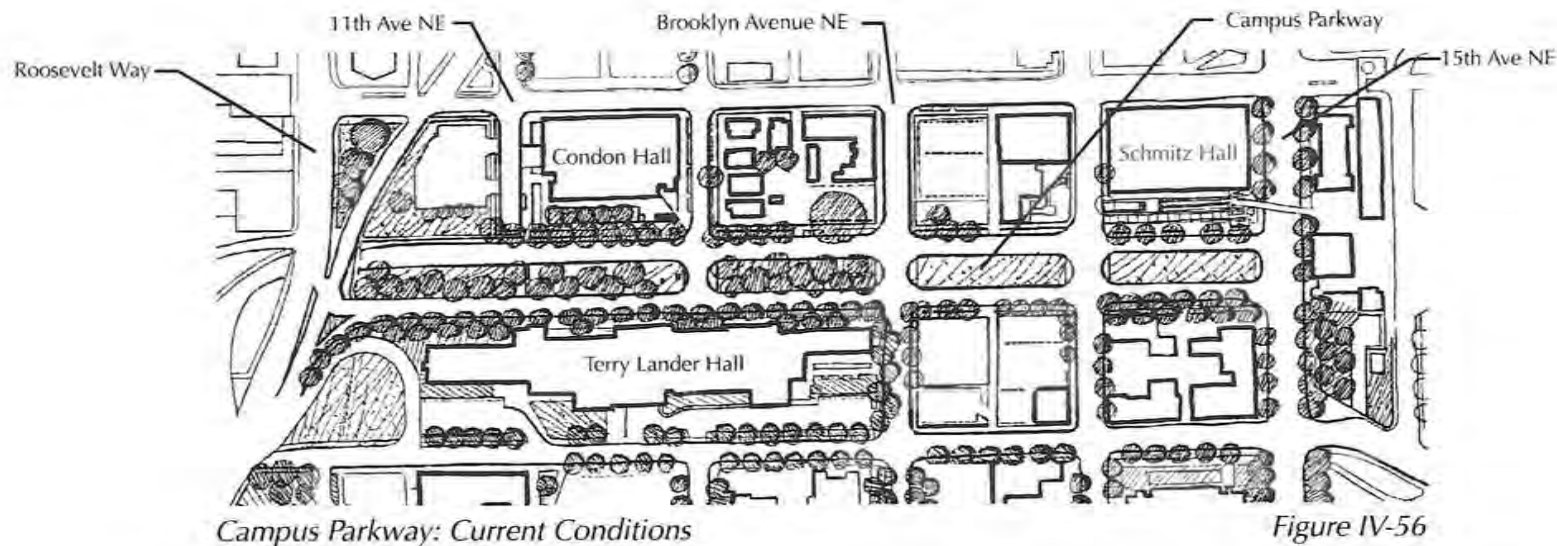 11th Ave NE
Brooklyn Avenue NE
Campus Parkway
Roosevelt Way
15th Ave NE
Condon Hall
Schmitz Hall
Terry Lander Hall
Campus Parkway: Current Conditions
Figure IV-56